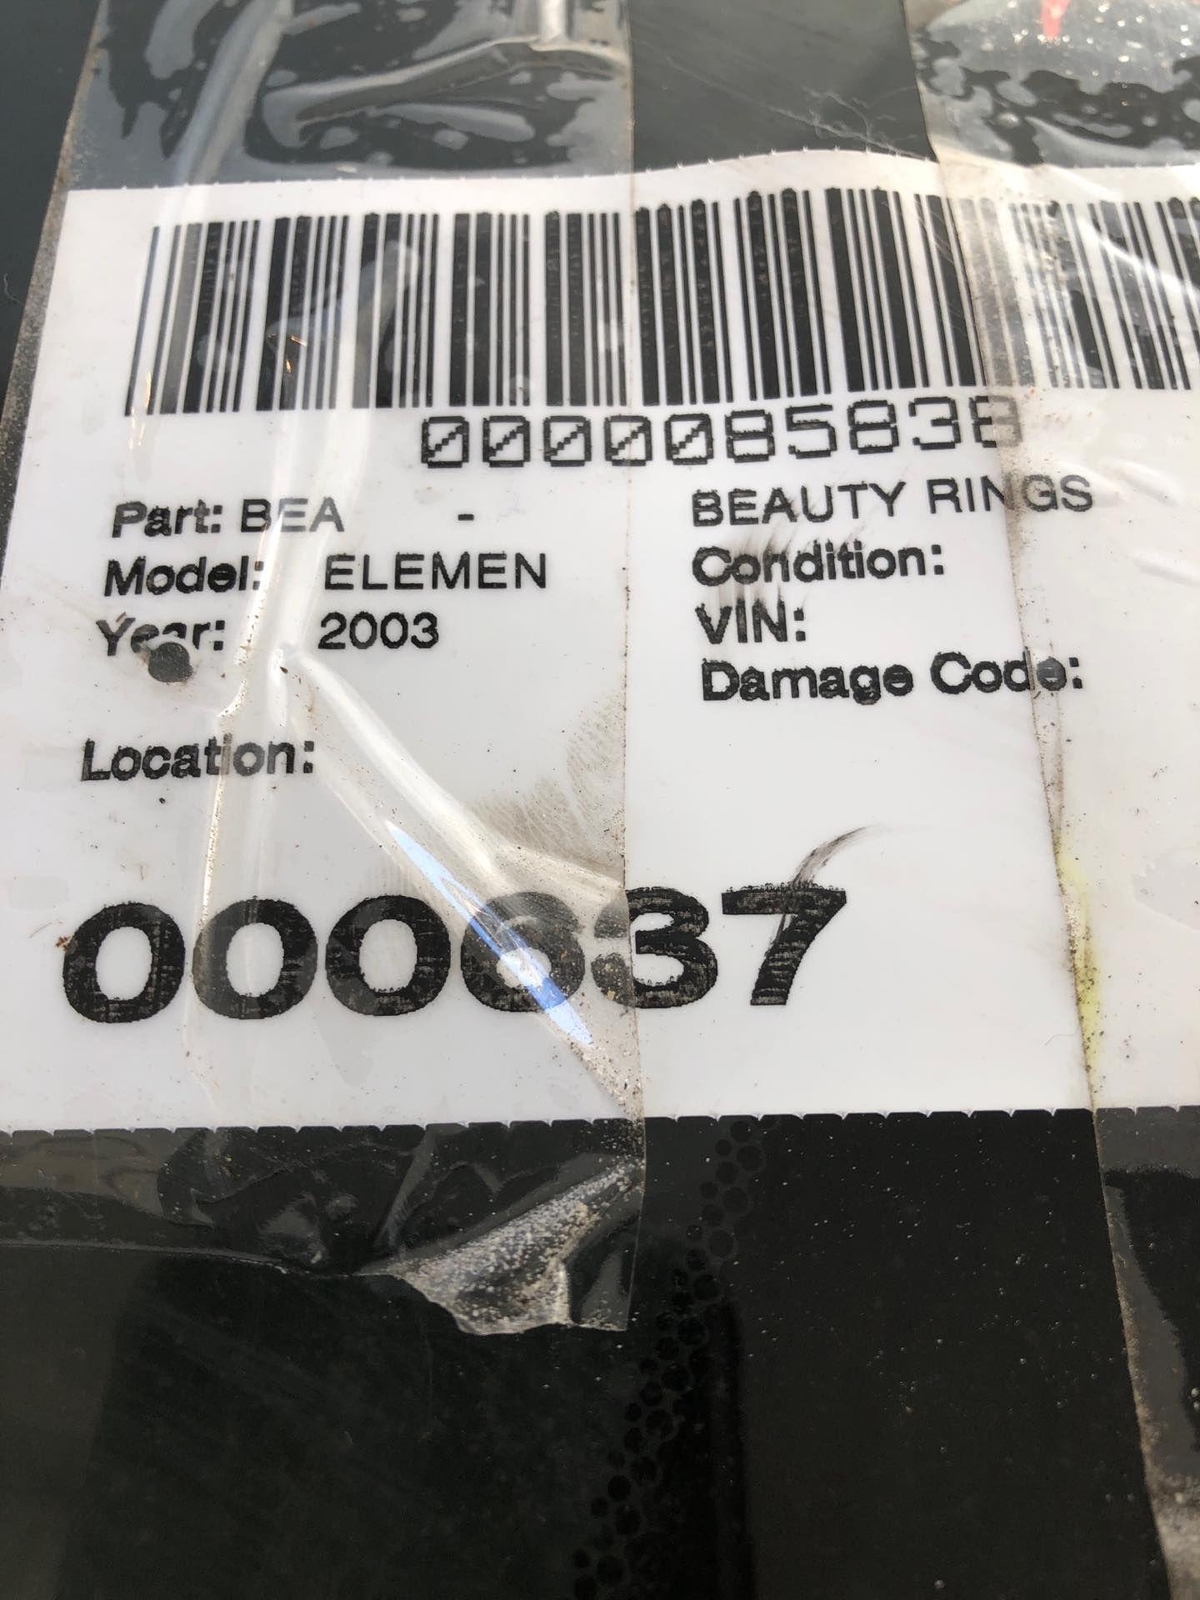 0000085838
Part: BEA - BEAUTY RINGS
Model: ELEMEN Condition:
Year: 2003 VIN:
Damage Code:
Location:
000637